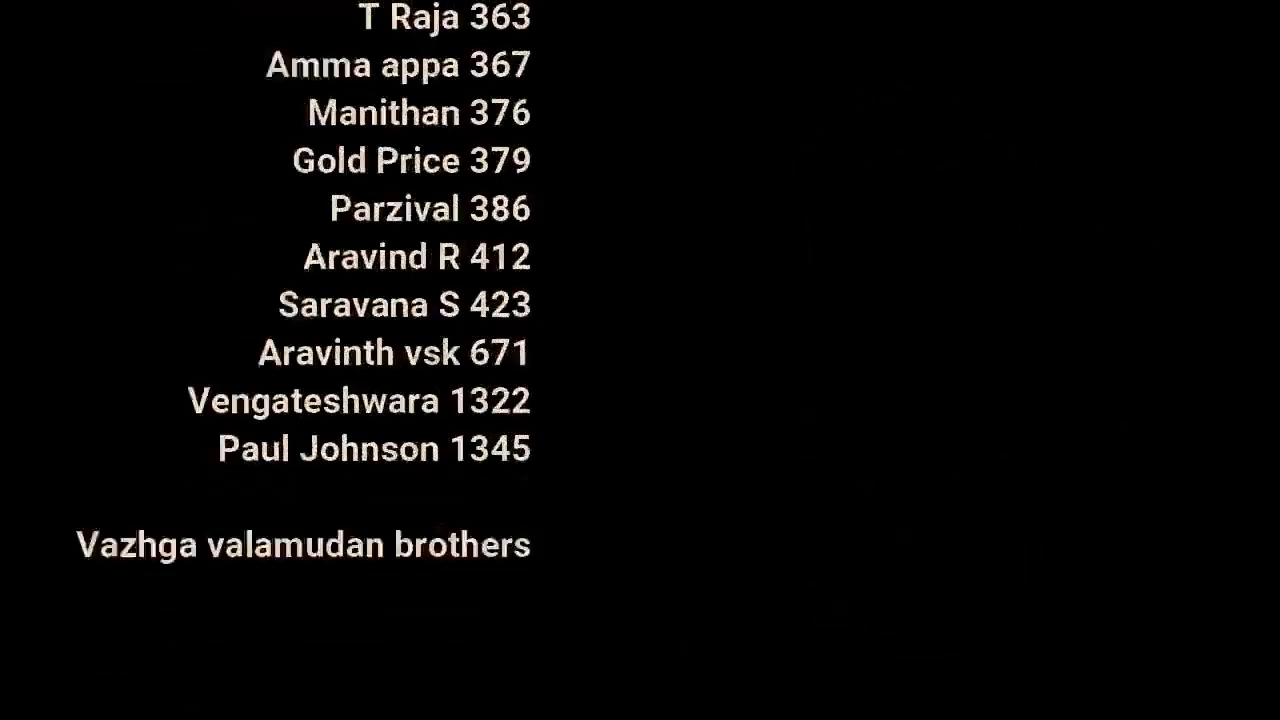 T Raja 363
Amma appa 367
Manithan 376
Gold Price 379
Parzival 386
Aravind R 412
Saravana S 423
Aravinth vsk 671
Vengateshwara 1322
Paul Johnson 1345
Vazhga valamudan brothers